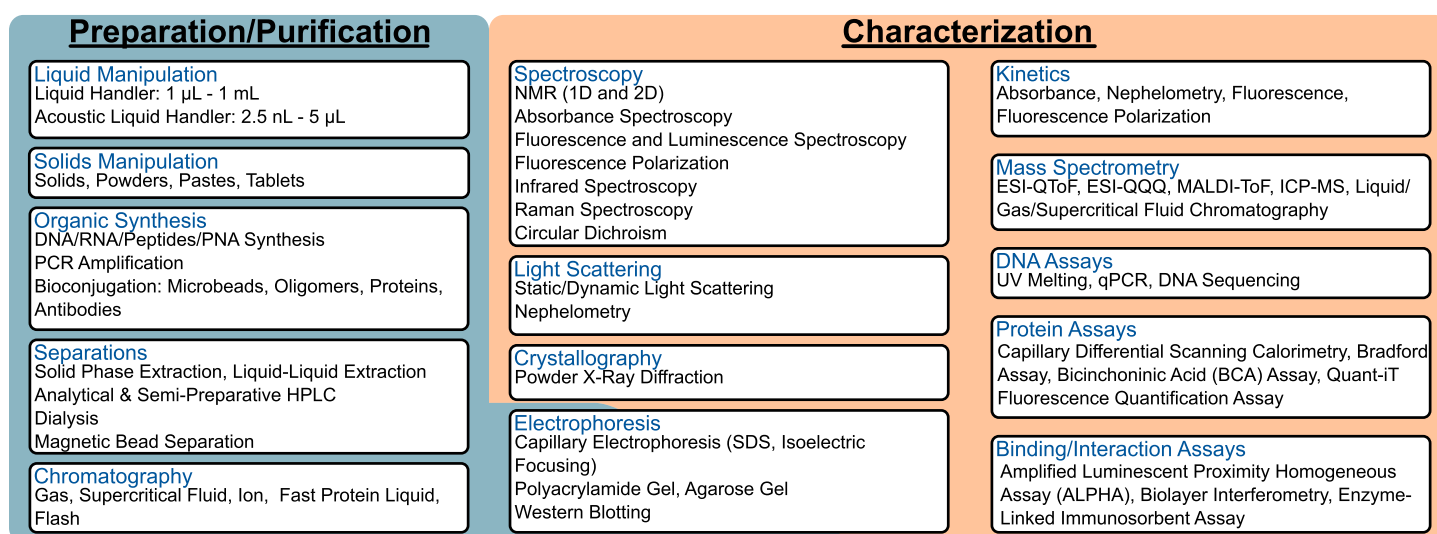 Preparation/Purification
Liquid Manipulation
Liquid Handler: 1 µL - 1 mL
Acoustic Liquid Handler: 2.5 nL - 5 µL
Solids Manipulation
Solids, Powders, Pastes, Tablets
Organic Synthesis
DNA/RNA/Peptides/PNA Synthesis
PCR Amplification
Bioconjugation: Microbeads, Oligomers, Proteins,
Antibodies
Separations
Solid Phase Extraction, Liquid-Liquid Extraction
Analytical & Semi-Preparative HPLC
Dialysis
Magnetic Bead Separation
Chromatography
Gas, Supercritical Fluid, Ion, Fast Protein Liquid,
Flash
Characterization
Spectroscopy
NMR (1D and 2D)
Absorbance Spectroscopy
Fluorescence and Luminescence Spectroscopy
Fluorescence Polarization
Infrared Spectroscopy
Raman Spectroscopy
Circular Dichroism
Light Scattering
Static/Dynamic Light Scattering
Nephelometry
Crystallography
Powder X-Ray Diffraction
Electrophoresis
Capillary Electrophoresis (SDS, Isoelectric
Focusing)
Polyacrylamide Gel, Agarose Gel
Western Blotting
Kinetics
Absorbance, Nephelometry, Fluorescence,
Fluorescence Polarization
Mass Spectrometry
ESI-QToF, ESI-QQQ, MALDI-ToF, ICP-MS, Liquid/
Gas/Supercritical Fluid Chromatography
DNA Assays
UV Melting, qPCR, DNA Sequencing
Protein Assays
Capillary Differential Scanning Calorimetry, Bradford
Assay, Bicinchoninic Acid (BCA) Assay, Quant-iT
Fluorescence Quantification Assay
Binding/Interaction Assays
Amplified Luminescent Proximity Homogeneous
Assay (ALPHA), Biolayer Interferometry, Enzyme-
Linked Immunosorbent Assay